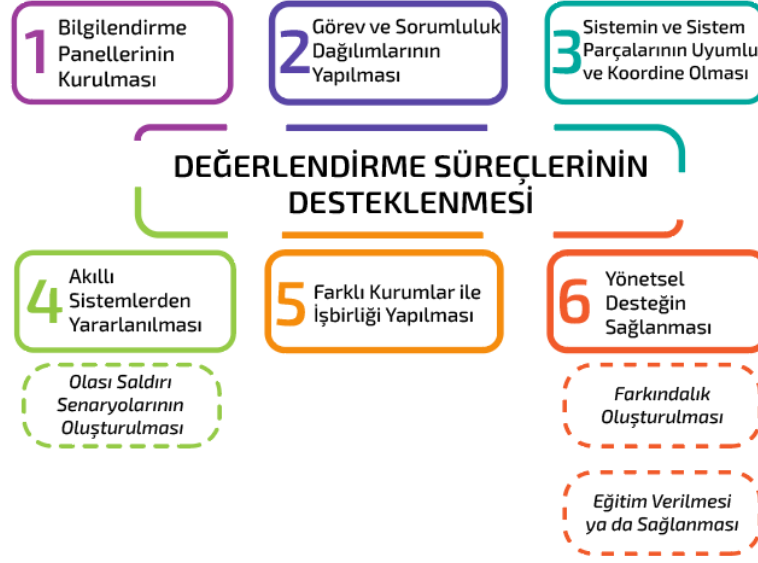 1 Bilgilendirme
Panellerinin
Kurulması
2 Görev ve Sorumluluk
Dağılımlarının
Yapılması
3 Sistemin ve Sistem
Parçalarının Uyumlu
ve Koordine Olması
DEĞERLENDİRME SÜREÇLERİNİN
DESTEKLENMESİ
4 Akıllı
Sistemlerden
Yararlanılması
Olası Saldırı
Senaryolarının
Oluşturulması
5 Farklı Kurumlar ile
İşbirliği Yapılması
6 Yönetsel
Desteğin
Sağlanması
Farkındalık
Oluşturulması
Eğitim Verilmesi
ya da Sağlanması